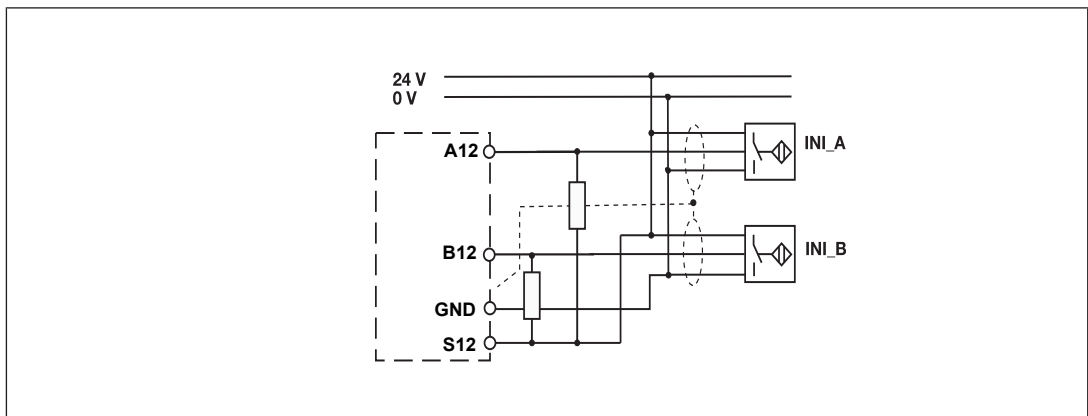 24 V
0 V
A12
INI_A
B12
INI_B
GND
S12